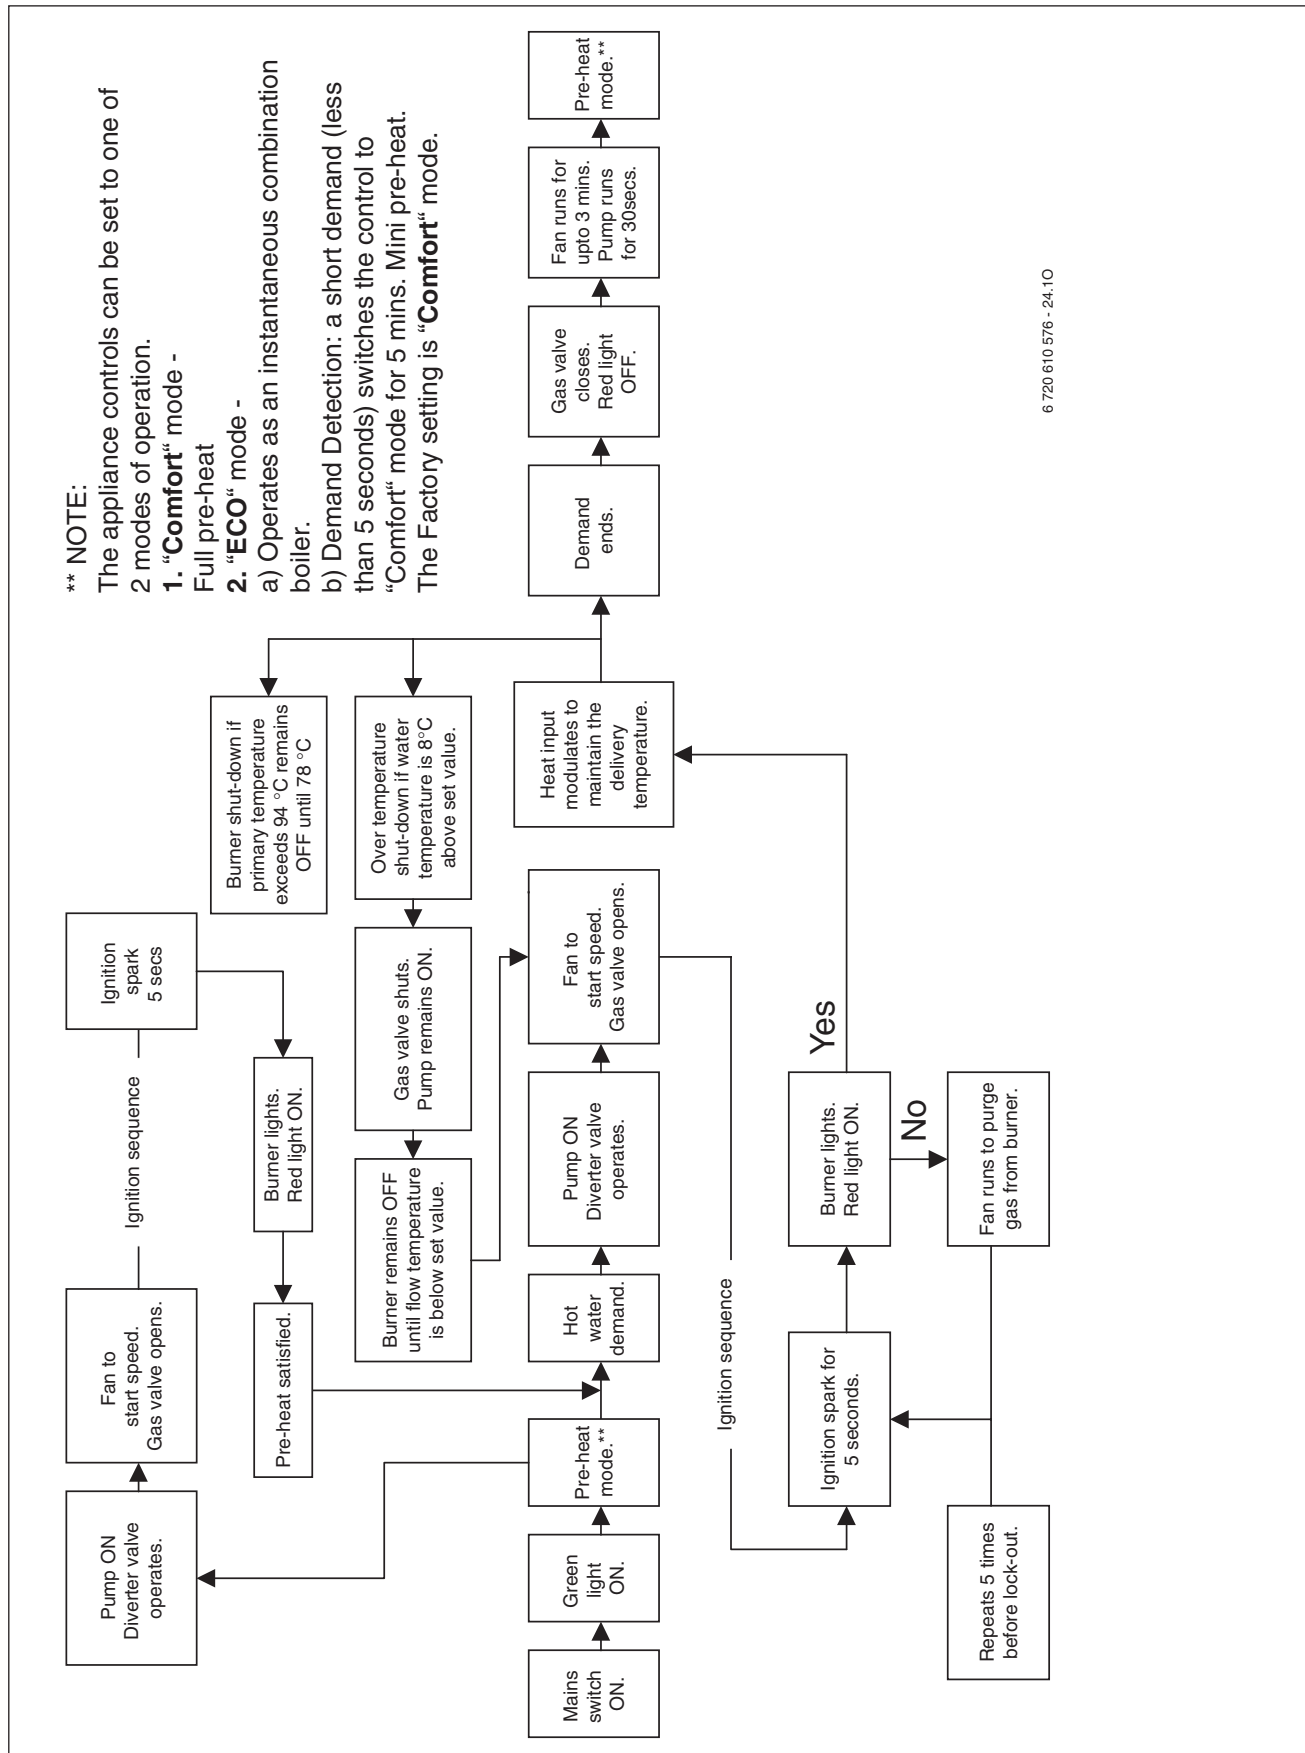 ** NOTE:
The appliance controls can be set to one of
2 modes of operation.
1. “Comfort“ mode -
Full pre-heat
2. “ECO“ mode -
a) Operates as an instantaneous combination
boiler.
b) Demand Detection: a short demand (less
than 5 seconds) switches the control to
“Comfort“ mode for 5 mins. Mini pre-heat.
The Factory setting is “Comfort“ mode.
Pump ON
Diverter valve
operates.
Fan to
start speed.
Gas valve opens.
Ignition sequence
Ignition
spark
5 secs
Burner lights.
Red light ON.
Pre-heat satisfied.
Burner shut-down if
primary temperature
exceeds 94 °C remains
OFF until 78 °C
Over temperature
shut-down if water
temperature is 8°C
above set value.
Gas valve shuts.
Pump remains ON.
Burner remains OFF
until flow temperature
is below set value.
Mains
switch
ON.
Green
light
ON.
Pre-heat
mode.**
Hot
water
demand.
Pump ON
Diverter valve
operates.
Fan to
start speed.
Gas valve opens.
Heat input
modulates to
maintain the
delivery
temperature.
Demand
ends.
Gas valve
closes.
Red light
OFF.
Fan runs for
upto 3 mins.
Pump runs
for 30secs.
Pre-heat
mode.**
Ignition sequence
Ignition spark for
5 seconds.
Burner lights.
Red light ON.
Yes
No
Fan runs to purge
gas from burner.
Repeats 5 times
before lock-out.
6 720 610 576 - 24.1O